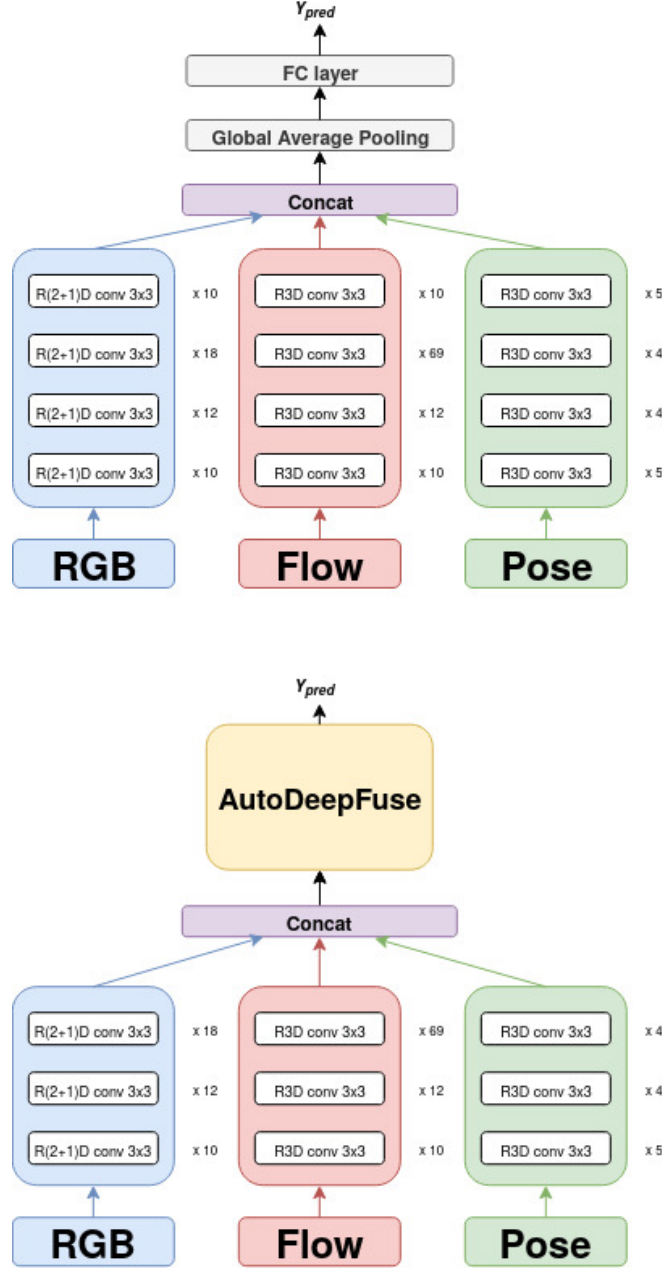 Ypred
FC layer
Global Average Pooling
Concat
R(2+1)D conv 3x3 x 10 R3D conv 3x3 x 10 R3D conv 3x3 x 5
R(2+1)D conv 3x3 x 18 R3D conv 3x3 x 69 R3D conv 3x3 x 4
R(2+1)D conv 3x3 x 12 R3D conv 3x3 x 12 R3D conv 3x3 x 4
R(2+1)D conv 3x3 x 10 R3D conv 3x3 x 10 R3D conv 3x3 x 5
RGB Flow Pose
Ypred
AutoDeepFuse
Concat
R(2+1)D conv 3x3 x 18 R3D conv 3x3 x 69 R3D conv 3x3 x 4
R(2+1)D conv 3x3 x 12 R3D conv 3x3 x 12 R3D conv 3x3 x 4
R(2+1)D conv 3x3 x 10 R3D conv 3x3 x 10 R3D conv 3x3 x 5
RGB Flow Pose